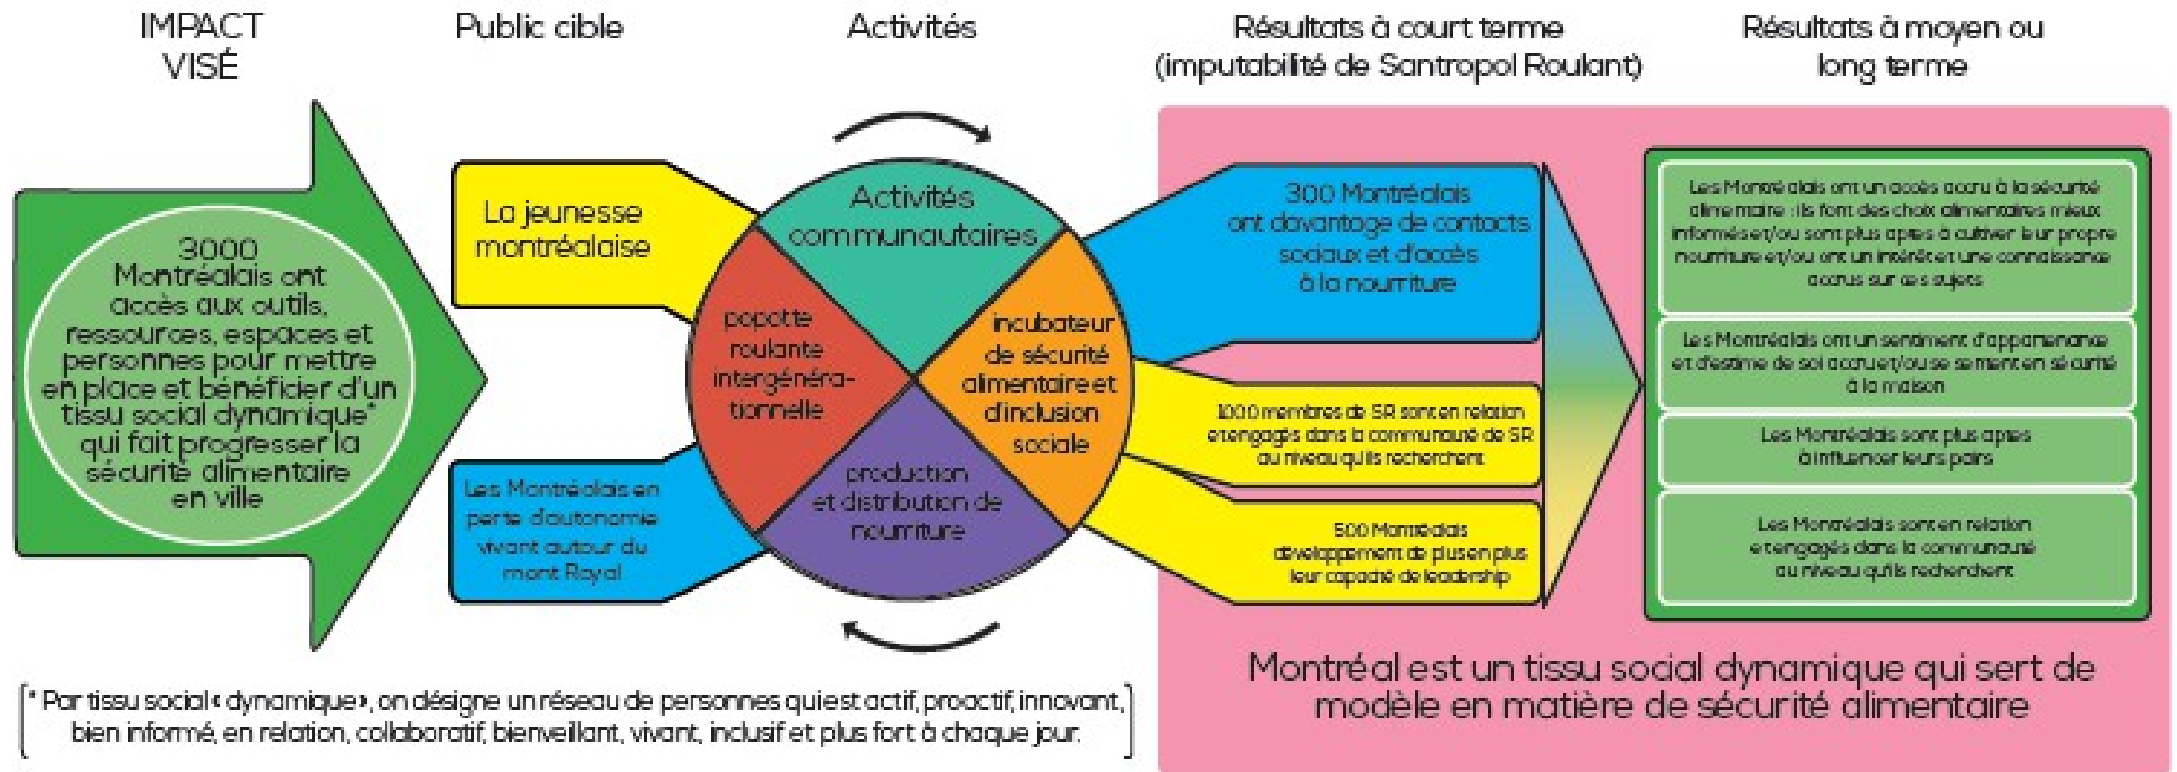 IMPACT
VISÉ
Public cible
Activités
Résultats à court terme
(imputabilité de Santropol Roulant)
Résultats à moyen ou
long terme
3000
Montréalais ont
accès aux outils,
ressources, espaces et
personnes pour mettre
en place et bénéficier d'un
tissu social dynamique*
qui fait progresser la
sécurité alimentaire
en ville
La jeunesse
montréalaise
Les Montréalais en
perte d'autonomie
vivant autour du
mont Royal
Activités
communautaires
popotte
roulante
intergénéra-
tionnelle
incubateur
de sécurité
alimentaire et
d'inclusion
sociale
production
et distribution de
nourriture
300 Montréalais
ont davantage de contacts
sociaux et d'accès
à la nourriture
1000 membres de SR sont en relation
et engagés dans la communauté de SR
au niveau qu'ils recherchent
500 Montréalais
développement de plus en plus
leur capacité de leadership
Les Montréalais ont un accès accru à la sécurité
alimentaire : ils font des choix alimentaires mieux
informés et/ou sont plus aptes à cultiver leur propre
nourriture et/ou ont un intérêt et une connaissance
accrus sur ces sujets
Les Montréalais ont un sentiment d'appartenance
et d'estime de soi accru et/ou se sentent en sécurité
à la maison
Les Montréalais sont plus aptes
à influencer leurs pairs
Les Montréalais sont en relation
et engagés dans la communauté
au niveau qu'ils recherchent
Montréal est un tissu social dynamique qui sert de
modèle en matière de sécurité alimentaire
* Par tissu social « dynamique », on désigne un réseau de personnes qui est actif, proactif, innovant,
bien informé, en relation, collaboratif, bienveillant, vivant, inclusif et plus fort à chaque jour.